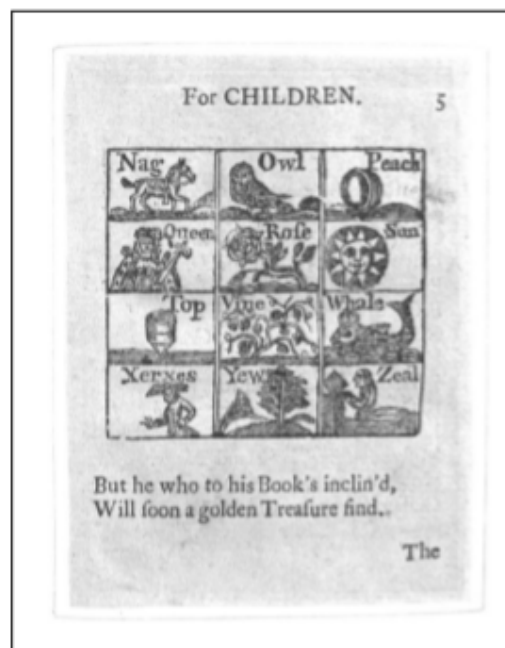 For CHILDREN. 5
Nag Owl Peach
Queen Roſe Sun
Top Vine Whale
Xerxes Yew Zeal
But he who to his Book's inclin'd,
Will ſoon a golden Treaſure find.
The